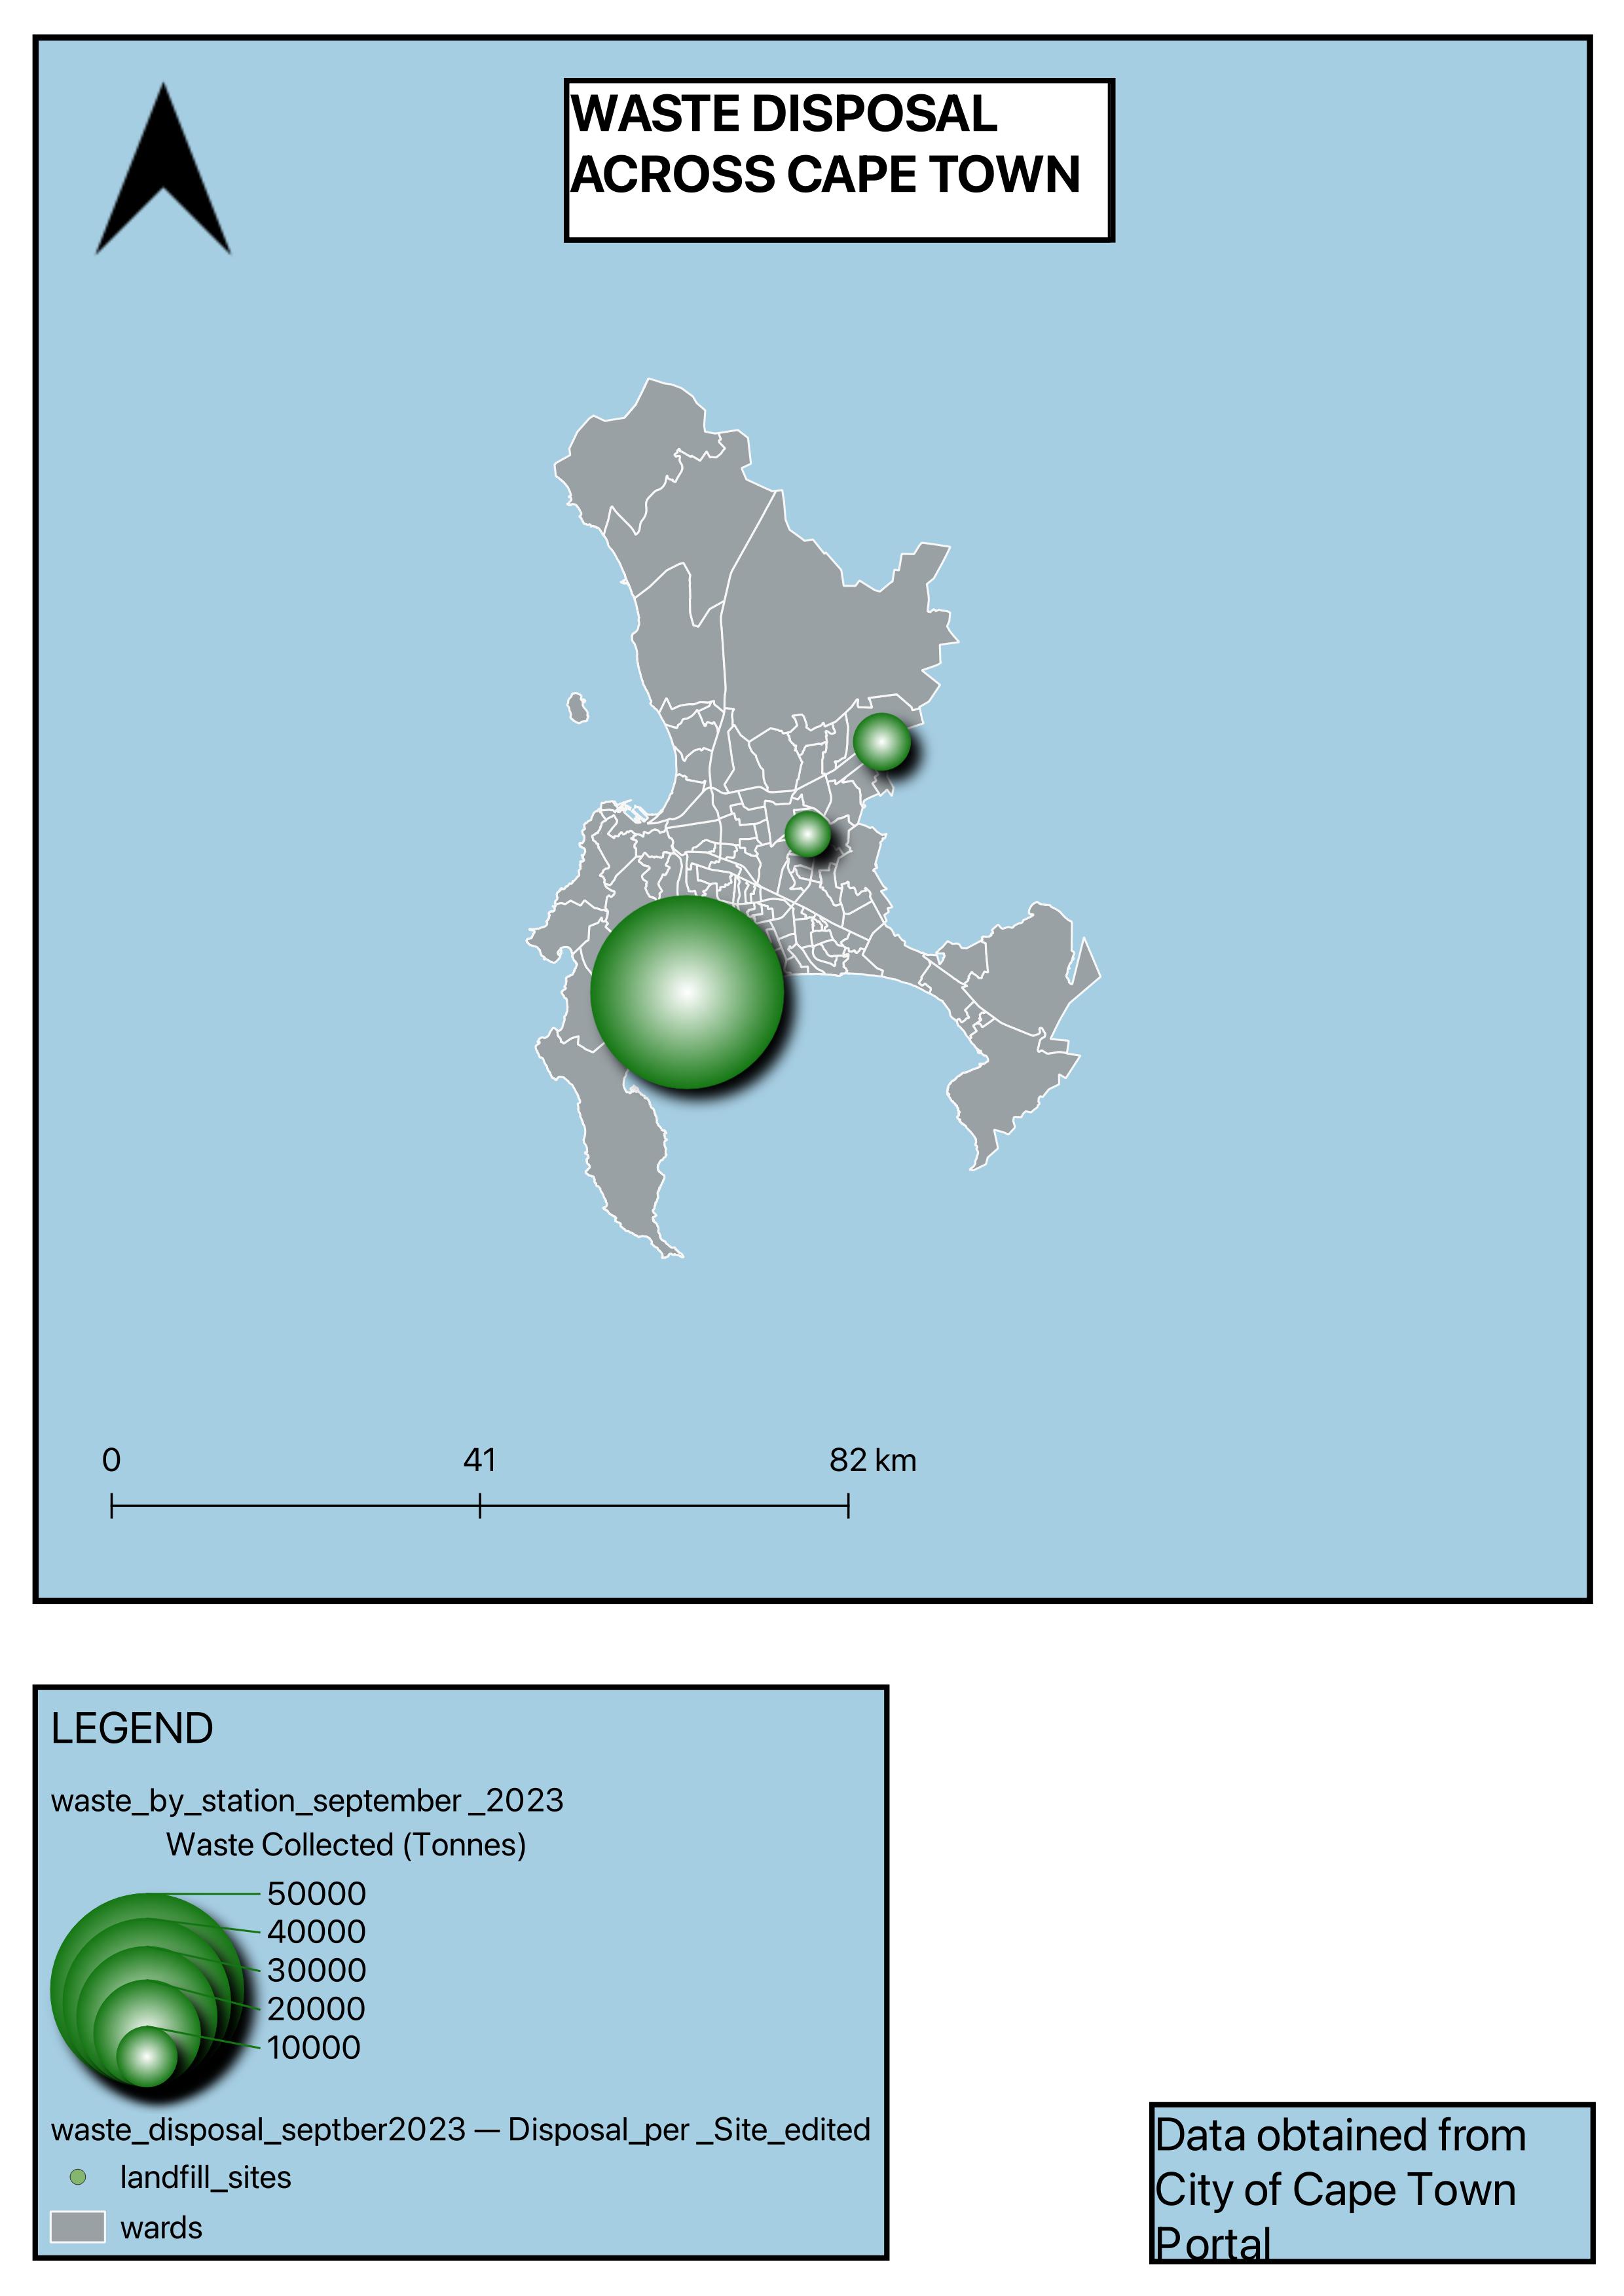 WASTE DISPOSAL
ACROSS CAPE TOWN
0 41 82 km
LEGEND
waste_by_station_september _2023
Waste Collected (Tonnes)
50000
40000
30000
20000
10000
waste_disposal_septber2023 — Disposal_per _Site_edited
landfill_sites
wards
Data obtained from
City of Cape Town
Portal